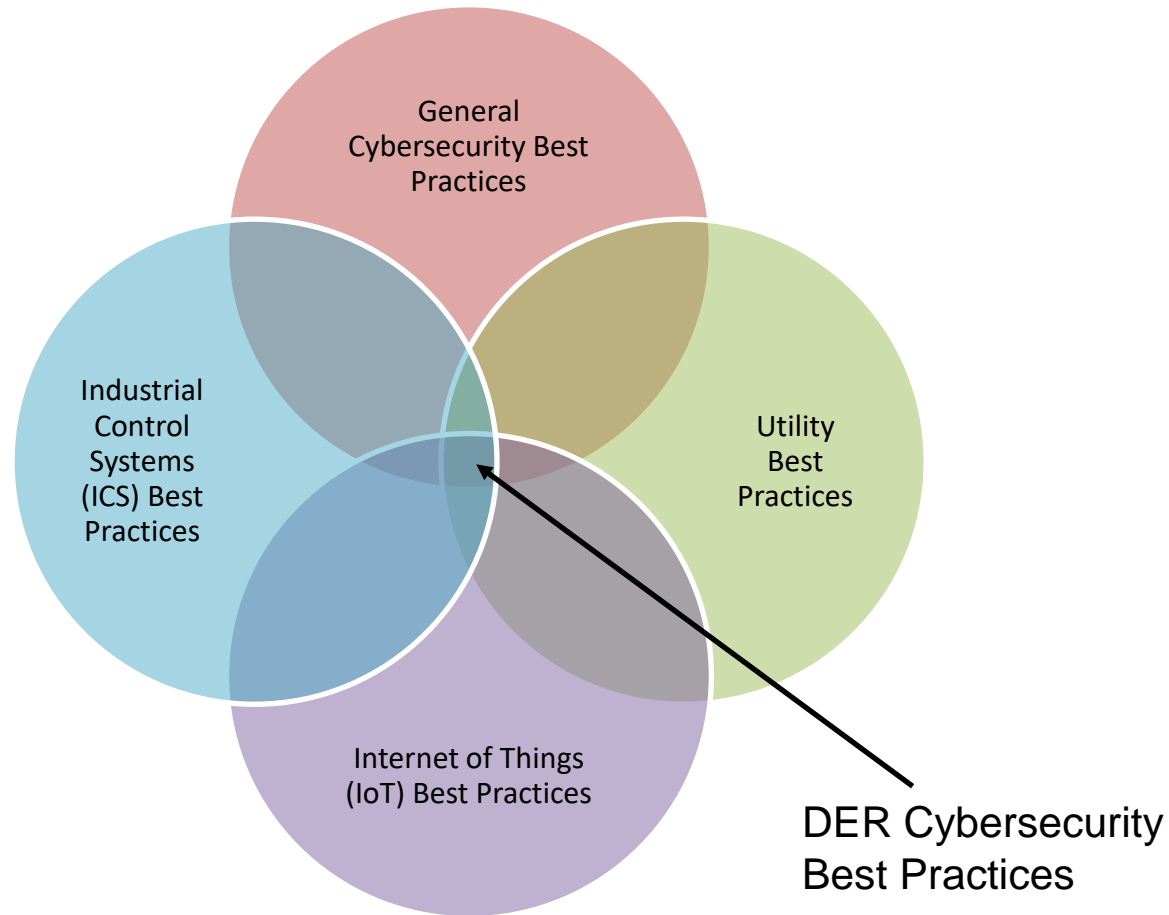 General
Cybersecurity Best
Practices
Industrial
Control
Systems
(ICS) Best
Practices
Utility
Best
Practices
Internet of Things
(IoT) Best Practices
DER Cybersecurity
Best Practices